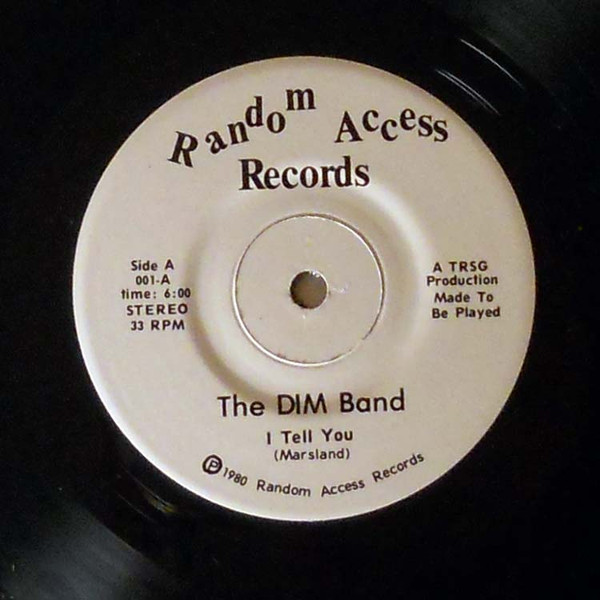 Random Access
Records
Side A
001-A
time: 6:00
STEREO
33 RPM
A TRSG
Production
Made To
Be Played
The DIM Band
I Tell You
(Marsland)
Ⓟ1980 Random Access Records